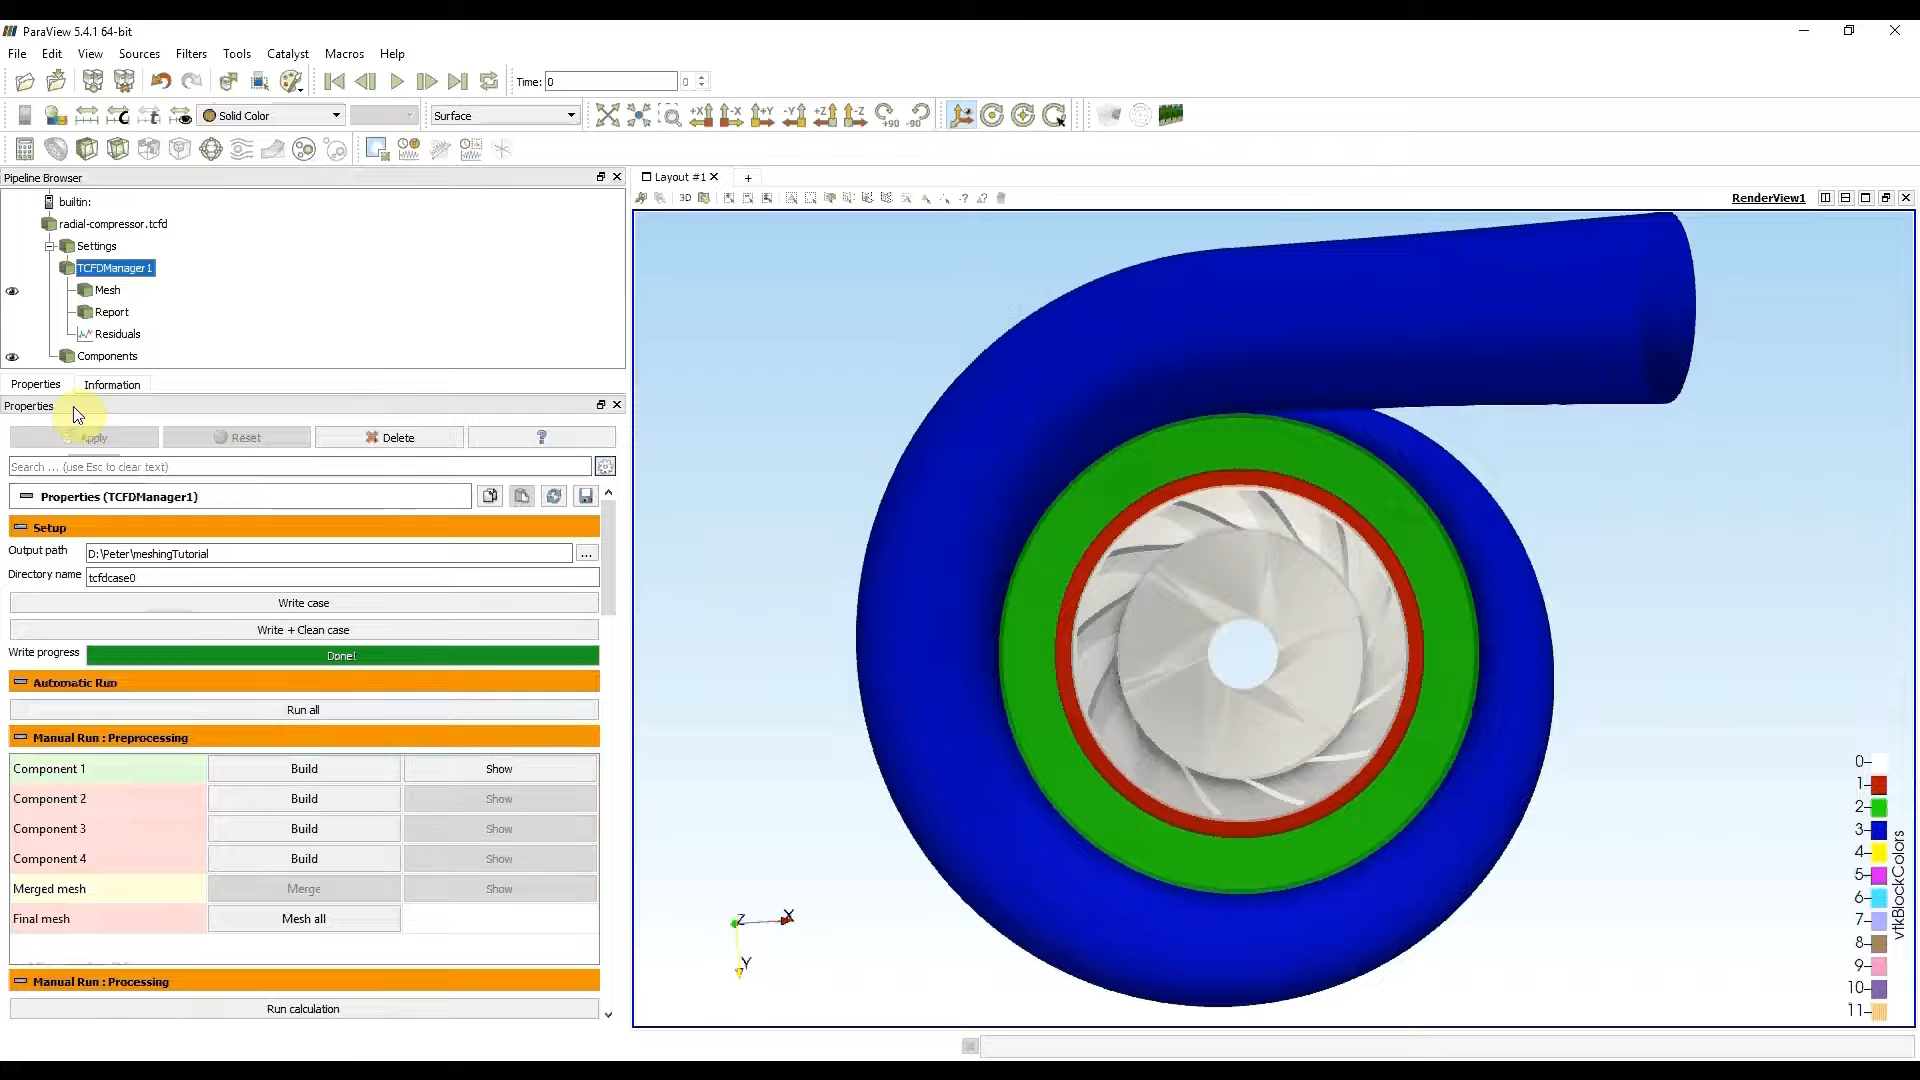 ParaView 5.4.1 64-bit
File Edit View Sources Filters Tools Catalyst Macros Help
Time: 0 0
Solid Color Surface +X -X +Y -Y +Z -Z +90 -90
Pipeline Browser
builtin:
radial-compressor.tcfd
Settings
TCFDManager1
Mesh
Report
Residuals
Components
Properties Information
Properties
Apply Reset Delete ?
Search ... (use Esc to clear text)
Properties (TCFDManager1)
Setup
Output path D:\Peter\meshingTutorial ...
Directory name tcfdcase0
Write case
Write + Clean case
Write progress Done!
Automatic Run
Run all
Manual Run : Preprocessing
Component 1 Build Show
Component 2 Build Show
Component 3 Build Show
Component 4 Build Show
Merged mesh Merge Show
Final mesh Mesh all
Manual Run : Processing
Run calculation
Layout #1 +
3D
RenderView1
Z X
Y
0
1
2
3
4
5
6
7
8
9
10
11
vtkBlockColors